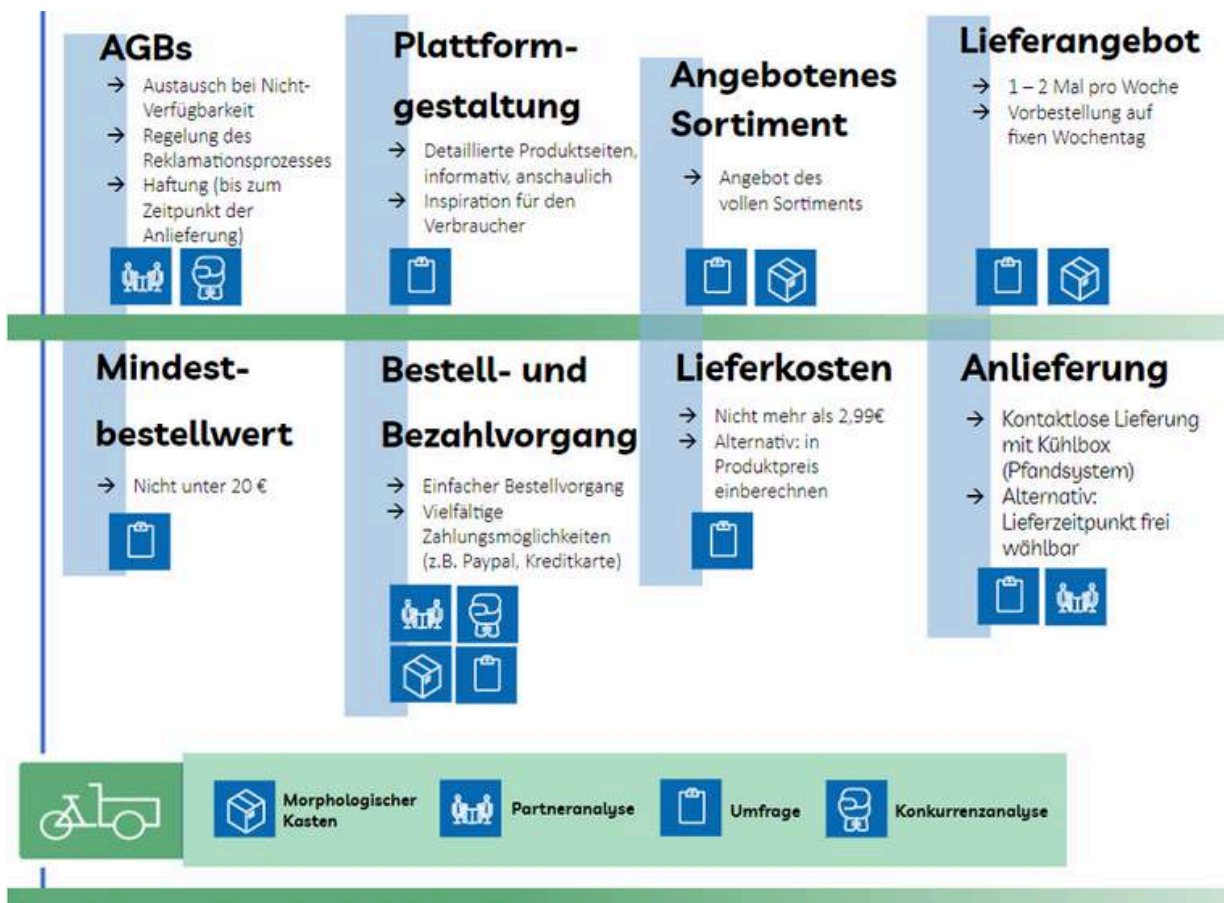 AGBs
→ Austausch bei Nicht-
Verfügbarkeit
→ Regelung des
Reklamationsprozesses
→ Haftung (bis zum
Zeitpunkt der
Anlieferung)
Plattform-
gestaltung
→ Detaillierte Produktseiten,
informativ, anschaulich
→ Inspiration für den
Verbraucher
Angebotenes
Sortiment
→ Angebot des
vollen Sortiments
Lieferangebot
→ 1 – 2 Mal pro Woche
→ Vorbestellung auf
fixen Wochentag
Mindest-
bestellwert
→ Nicht unter 20 €
Bestell- und
Bezahlvorgang
→ Einfacher Bestellvorgang
→ Vielfältige
Zahlungsmöglichkeiten
(z.B. Paypal, Kreditkarte)
Lieferkosten
→ Nicht mehr als 2,99€
→ Alternativ: in
Produktpreis
einberechnen
Anlieferung
→ Kontaktlose Lieferung
mit Kühlbox
(Pfandsystem)
→ Alternativ:
Lieferzeitpunkt frei
wählbar
Morphologischer
Kasten
Partneranalyse
Umfrage
Konkurrenzanalyse